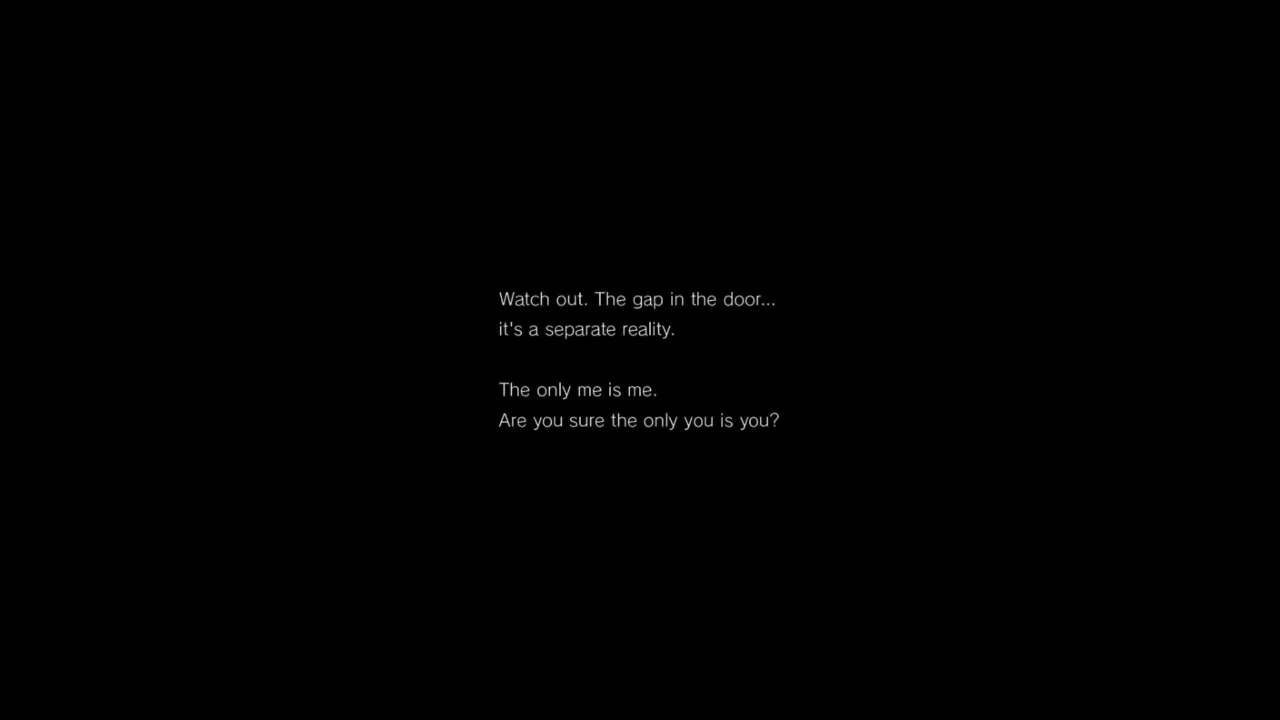 Watch out. The gap in the door...
it's a separate reality.
The only me is me.
Are you sure the only you is you?